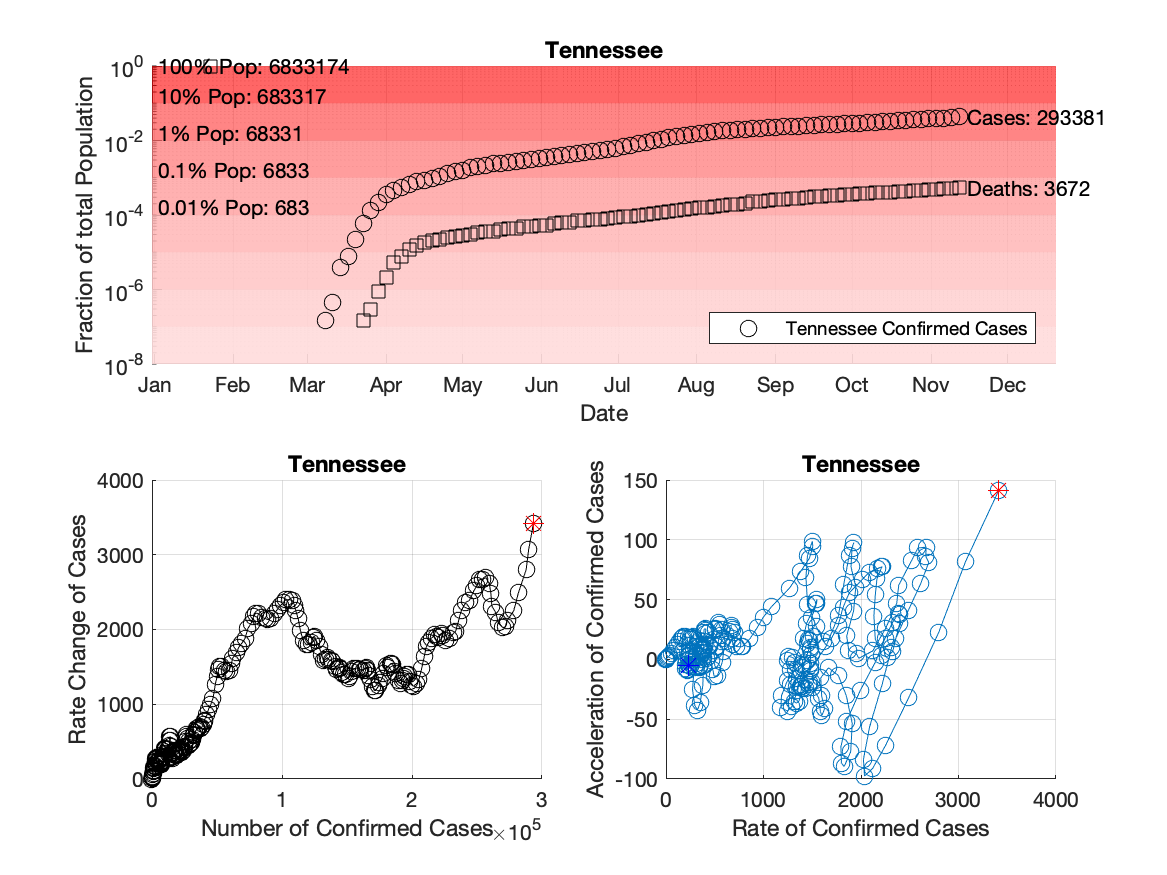 Tennessee
Fraction of total Population
10^0
10^-2
10^-4
10^-6
10^-8
100% Pop: 6833174
10% Pop: 683317
1% Pop: 68331
0.1% Pop: 6833
0.01% Pop: 683
Cases: 293381
Deaths: 3672
Tennessee Confirmed Cases
Jan Feb Mar Apr May Jun Jul Aug Sep Oct Nov Dec
Date
Tennessee
Rate Change of Cases
4000
3000
2000
1000
0
0 1 2 3
Number of Confirmed Cases ×10^5
Tennessee
Acceleration of Confirmed Cases
150
100
50
0
-50
-100
0 1000 2000 3000 4000
Rate of Confirmed Cases